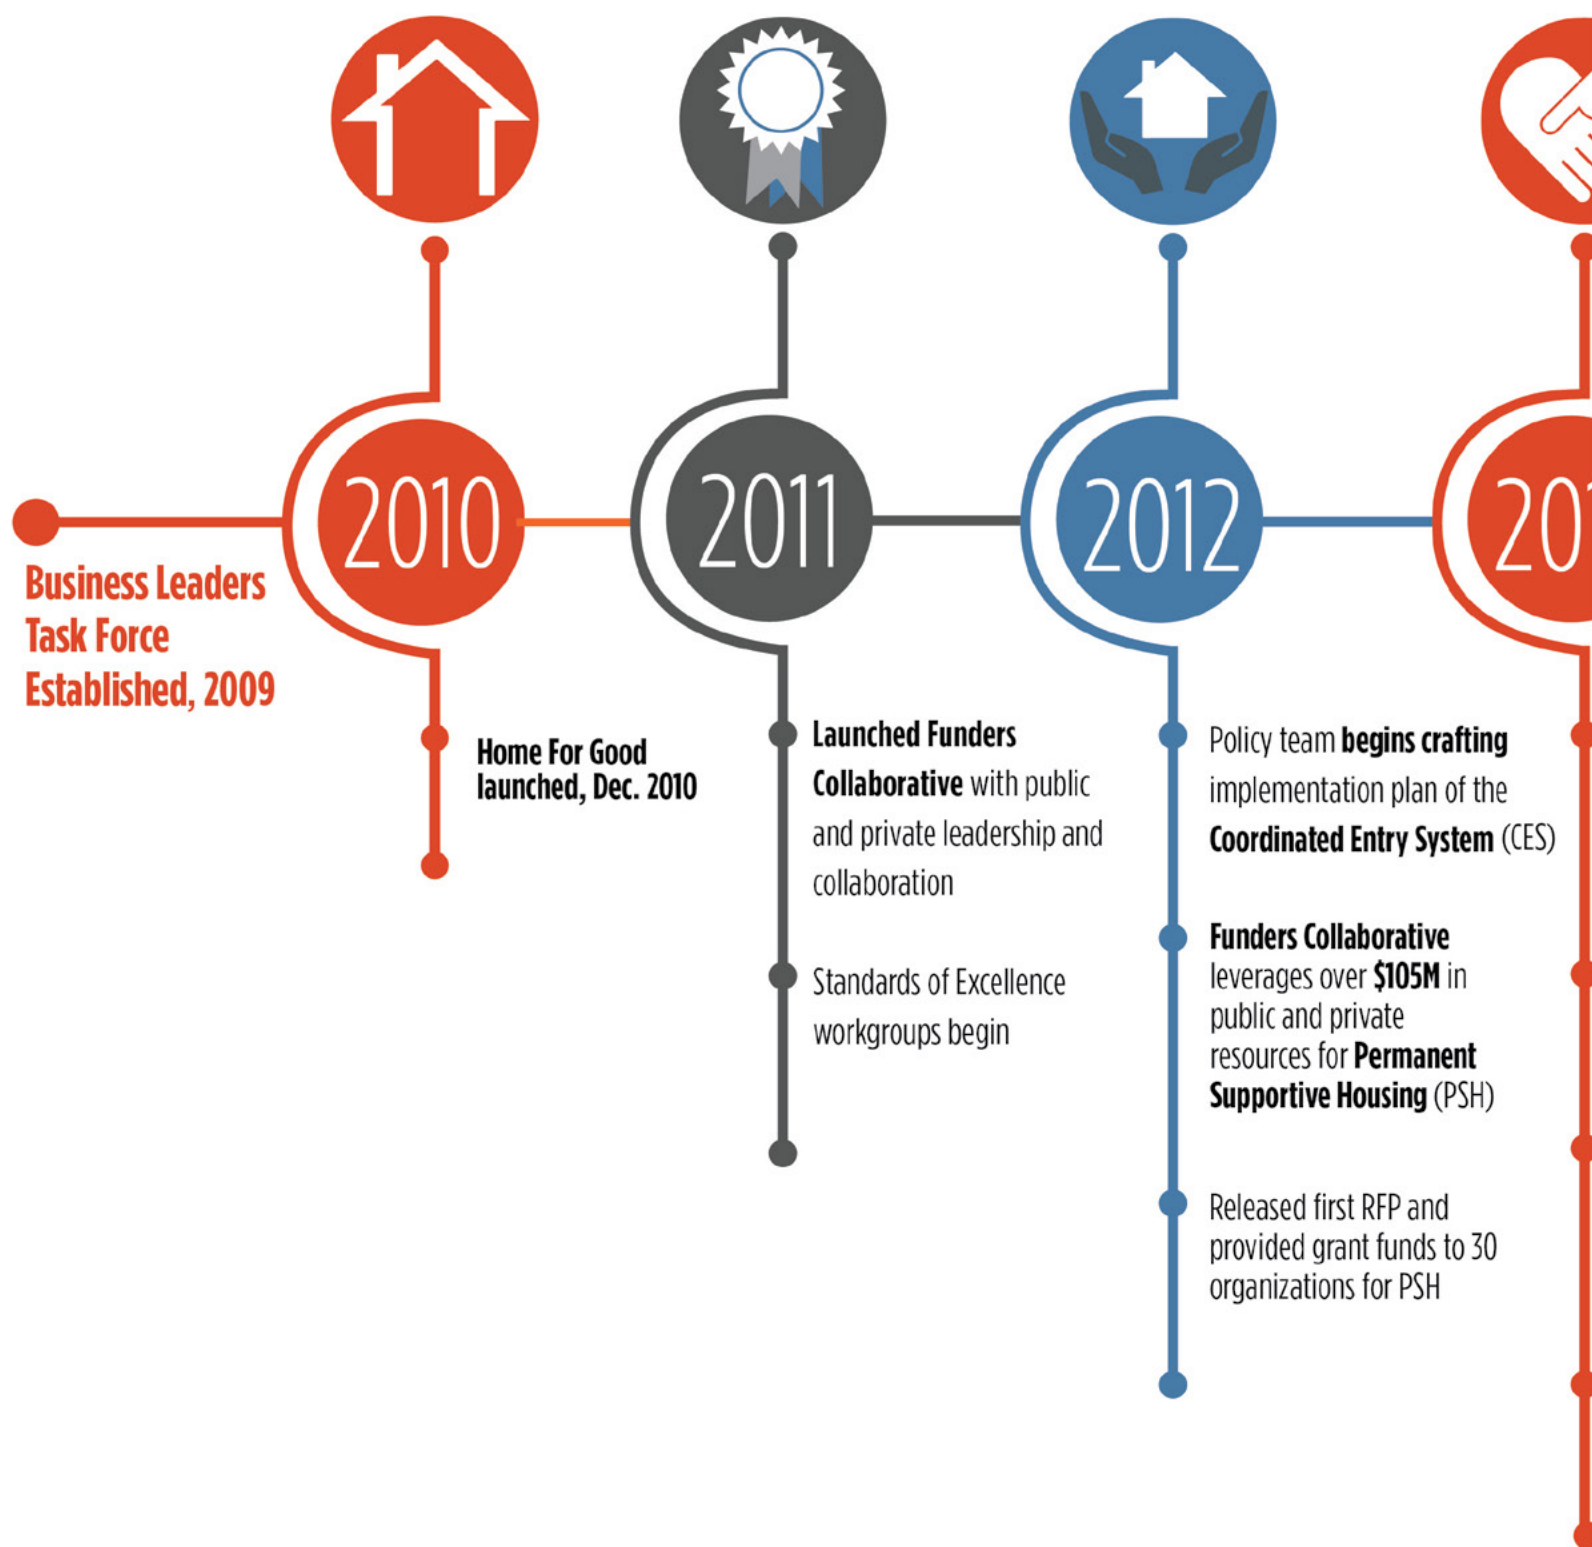 2010
2011
2012
20
Business Leaders
Task Force
Established, 2009
Home For Good
launched, Dec. 2010
Launched Funders
Collaborative with public
and private leadership and
collaboration
Standards of Excellence
workgroups begin
Policy team begins crafting
implementation plan of the
Coordinated Entry System (CES)
Funders Collaborative
leverages over $105M in
public and private
resources for Permanent
Supportive Housing (PSH)
Released first RFP and
provided grant funds to 30
organizations for PSH